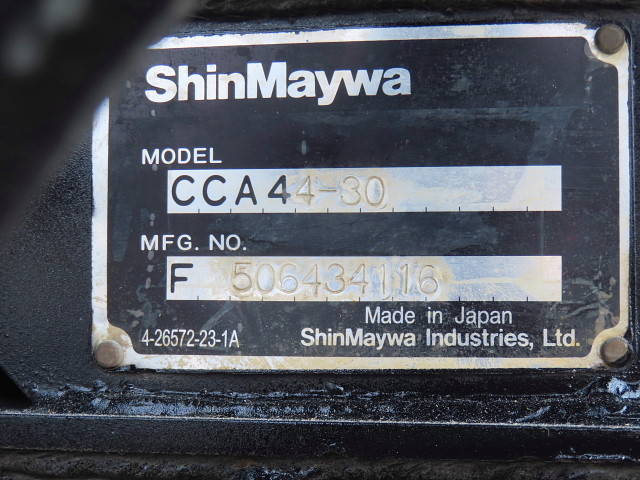 ShinMaywa
MODEL
CCA44-30
MFG. NO.
F 506434116
Made in Japan
4-26572-23-1A ShinMaywa Industries, Ltd.